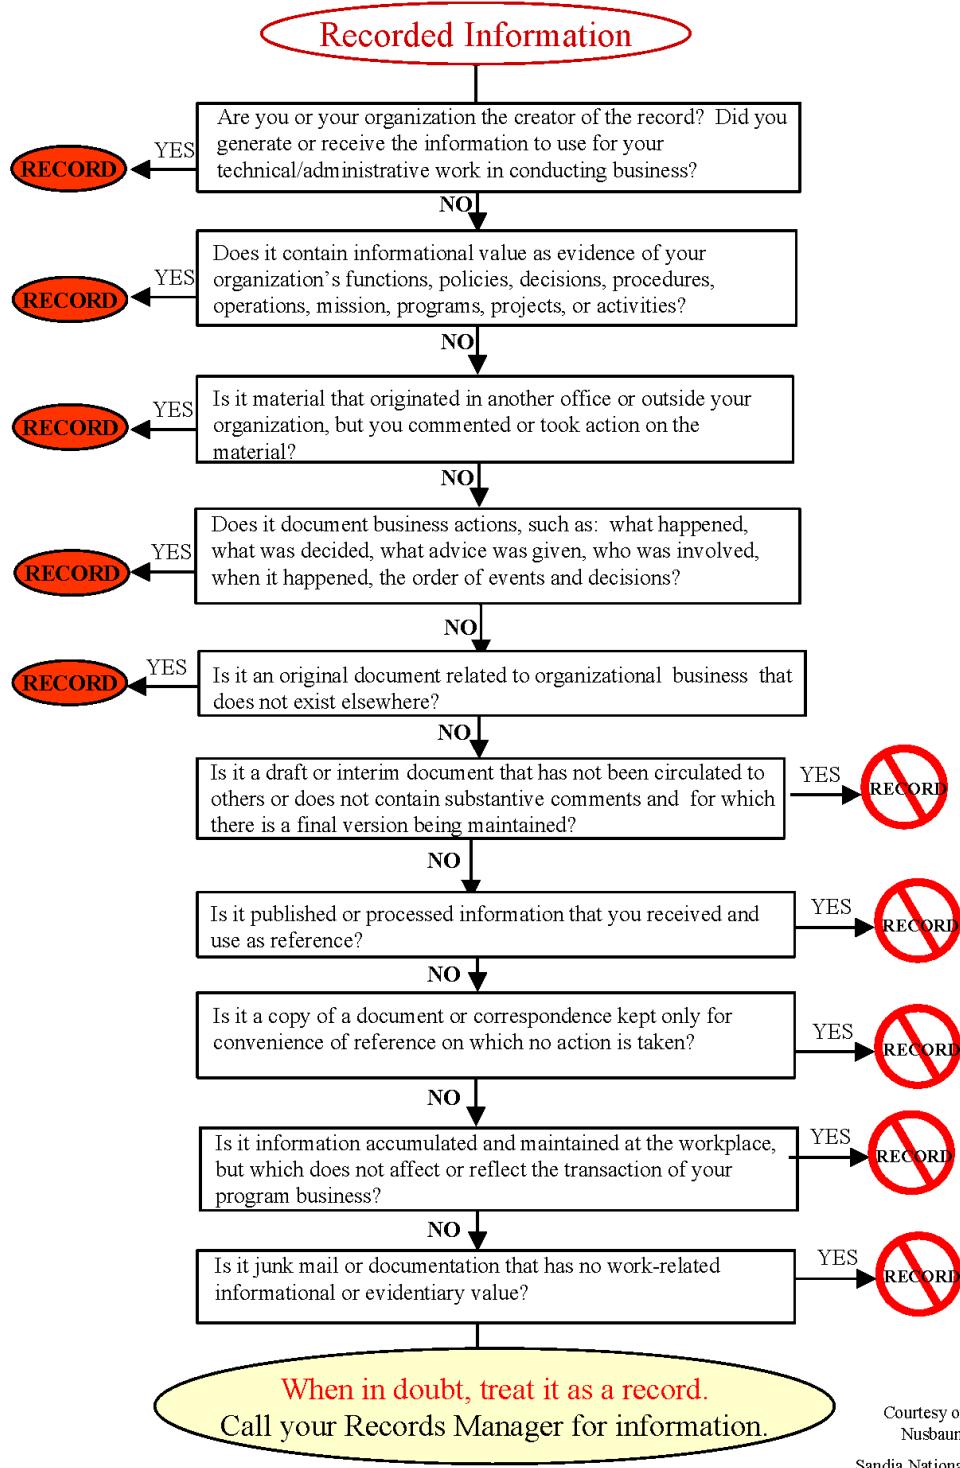 Recorded Information
Are you or your organization the creator of the record? Did you
generate or receive the information to use for your
technical/administrative work in conducting business?
YES
RECORD
NO
Does it contain informational value as evidence of your
organization's functions, policies, decisions, procedures,
operations, mission, programs, projects, or activities?
YES
RECORD
NO
Is it material that originated in another office or outside your
organization, but you commented or took action on the
material?
YES
RECORD
NO
Does it document business actions, such as: what happened,
what was decided, what advice was given, who was involved,
when it happened, the order of events and decisions?
YES
RECORD
NO
Is it an original document related to organizational business that
does not exist elsewhere?
YES
RECORD
NO
Is it a draft or interim document that has not been circulated to
others or does not contain substantive comments and for which
there is a final version being maintained?
YES
RECORD
NO
Is it published or processed information that you received and
use as reference?
YES
RECORD
NO
Is it a copy of a document or correspondence kept only for
convenience of reference on which no action is taken?
YES
RECORD
NO
Is it information accumulated and maintained at the workplace,
but which does not affect or reflect the transaction of your
program business?
YES
RECORD
NO
Is it junk mail or documentation that has no work-related
informational or evidentiary value?
YES
RECORD
When in doubt, treat it as a record.
Call your Records Manager for information.
Courtesy o
Nusbaun
Sandia National